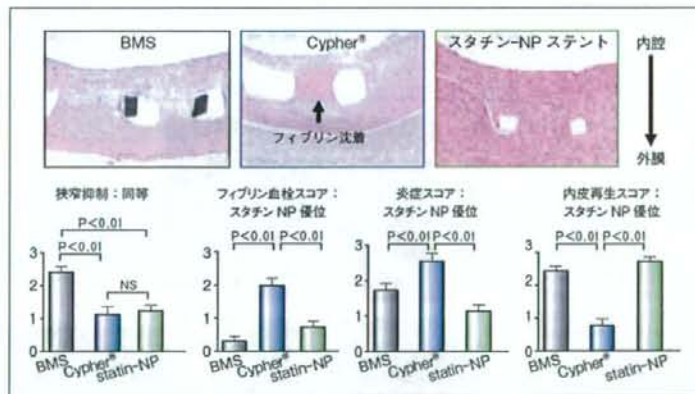 BMS
Cypher®
スタチン-NP ステント
内腔
外膜
フィブリン沈着
狭窄抑制：同等
P<0.01
P<0.01
NS
3
2
1
0
BMS
Cypher®
statin-NP
フィブリン血栓スコア：
スタチン NP 優位
P<0.01 P<0.01
3
2
1
0
BMS
Cypher®
statin-NP
炎症スコア：
スタチン NP 優位
P<0.01 P<0.01
3
2
1
0
BMS
Cypher®
statin-NP
内皮再生スコア：
スタチン NP 優位
P<0.01 P<0.01
3
2
1
0
BMS
Cypher®
statin-NP